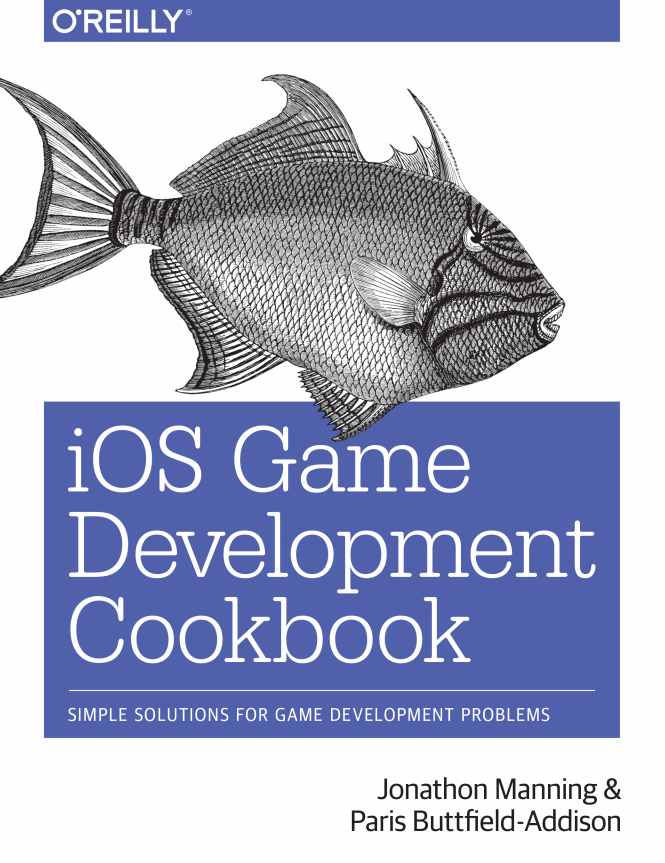 O'REILLY®
iOS Game
Development
Cookbook
SIMPLE SOLUTIONS FOR GAME DEVELOPMENT PROBLEMS
Jonathon Manning &
Paris Buttfield-Addison